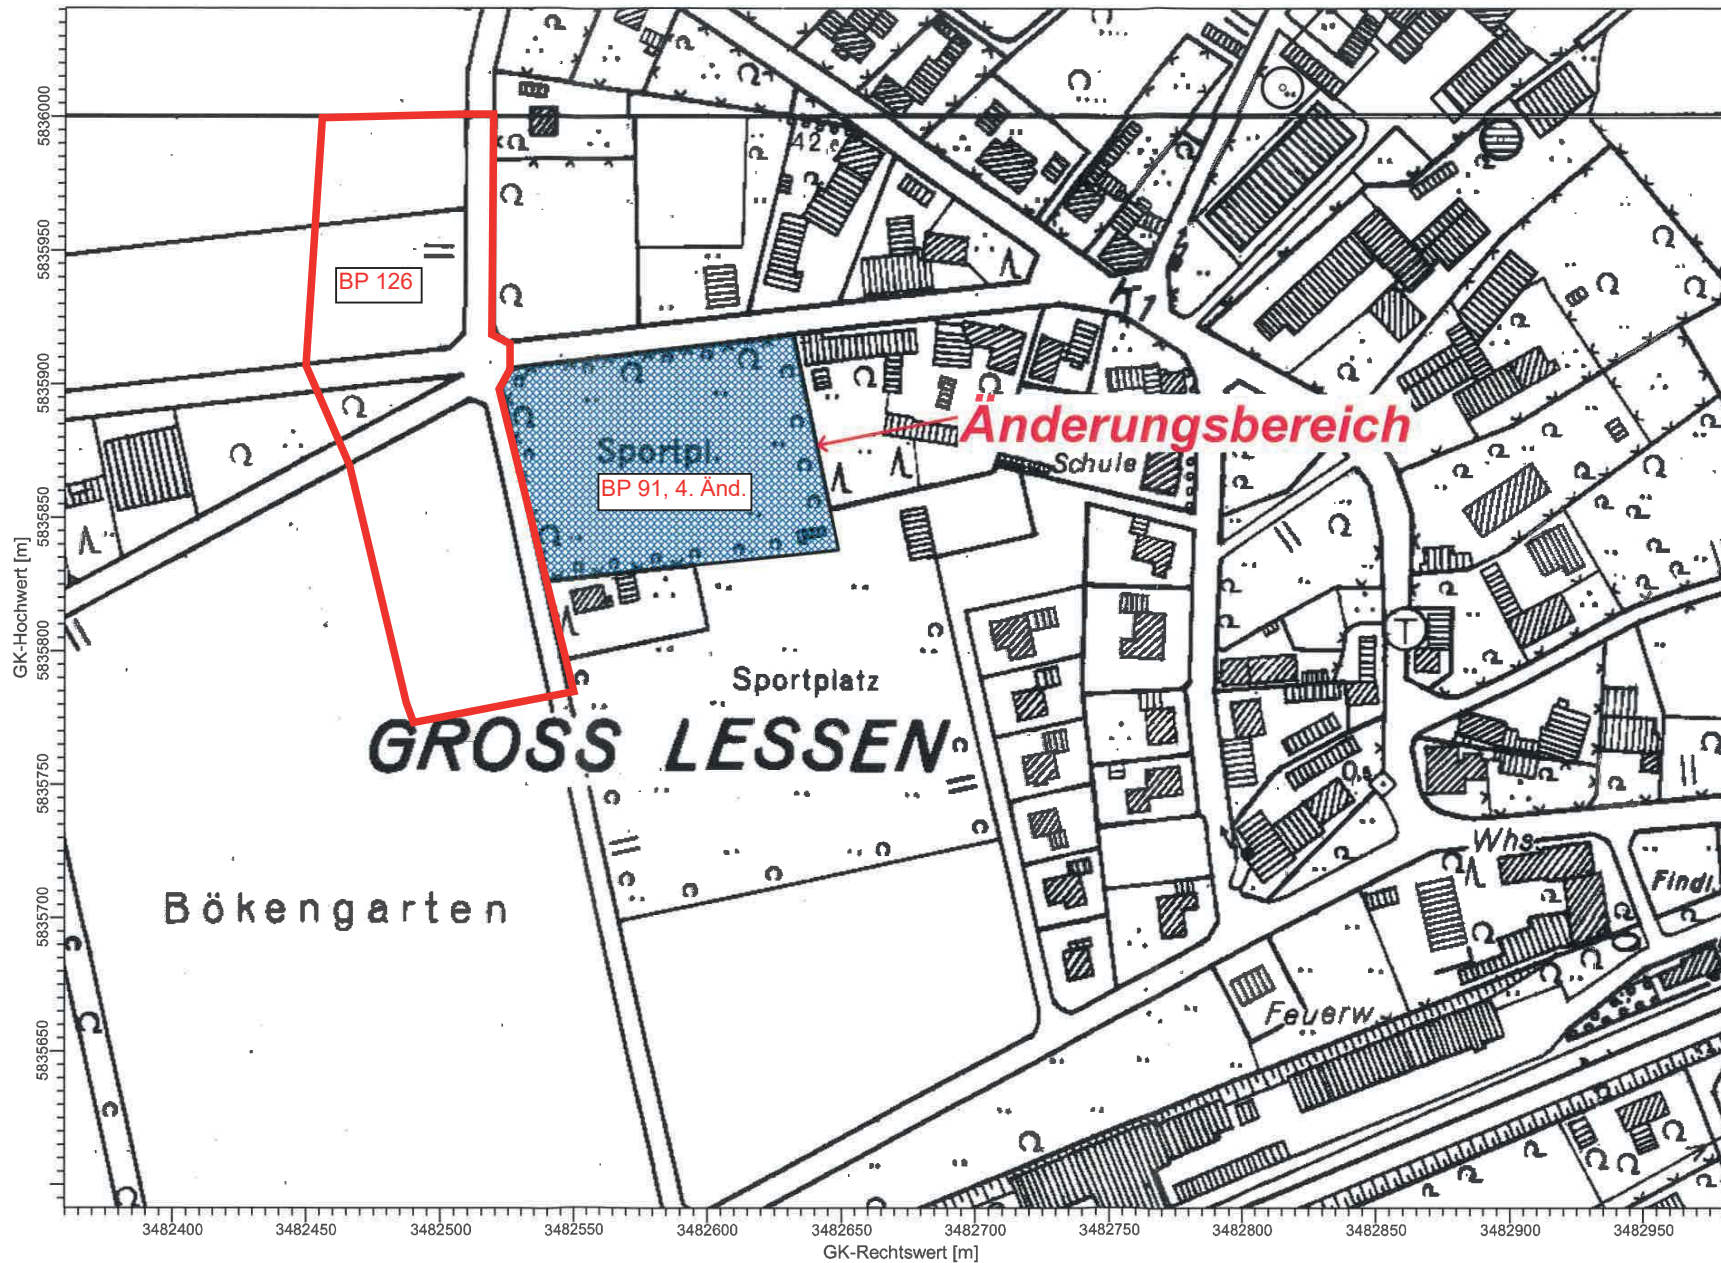 5836000
5835950
5835900
5835850
5835800
5835750
5835700
5835650
GK-Hochwert [m]
42,
BP 126
K 1
Änderungsbereich
Sportpl.
Schule
BP 91, 4. Änd.
T
Sportplatz
GROSS LESSEN
Whs.
Findl.
Bökengarten
Feuerw.
3482400
3482450
3482500
3482550
3482600
3482650
3482700
3482750
3482800
3482850
3482900
3482950
GK-Rechtswert [m]